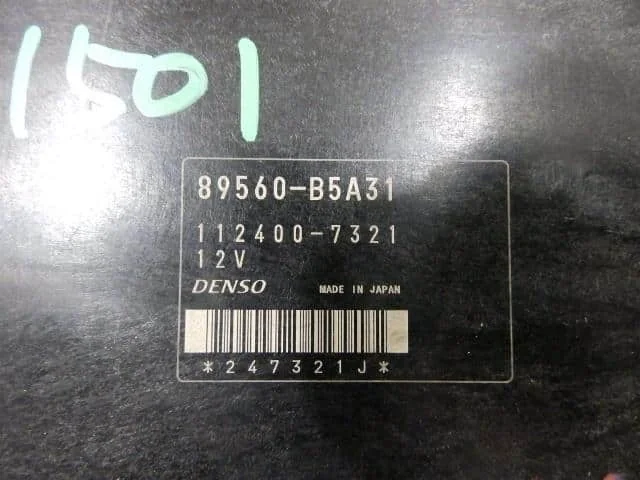 1501
89560-B5A31
112400-7321
12V
DENSO MADE IN JAPAN
*247321J*